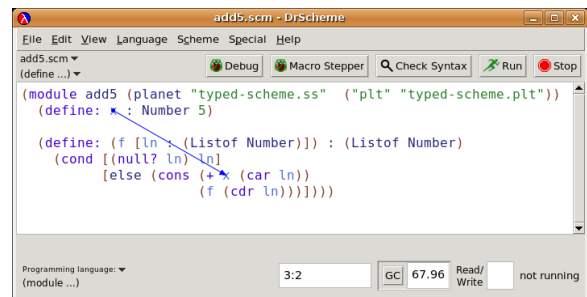 add5.scm - DrScheme
File Edit View Language Scheme Special Help
add5.scm
(define ...)
Debug Macro Stepper Check Syntax Run Stop
(module add5 (planet "typed-scheme.ss" ("plt" "typed-scheme.plt"))
(define: x : Number 5)
(define: (f [ln : (Listof Number)]) : (Listof Number)
(cond [(null? ln) ln]
[else (cons (+ x (car ln))
(f (cdr ln)))])))
Programming language:
(module ...)
3:2 GC 67.96 Read/Write not running